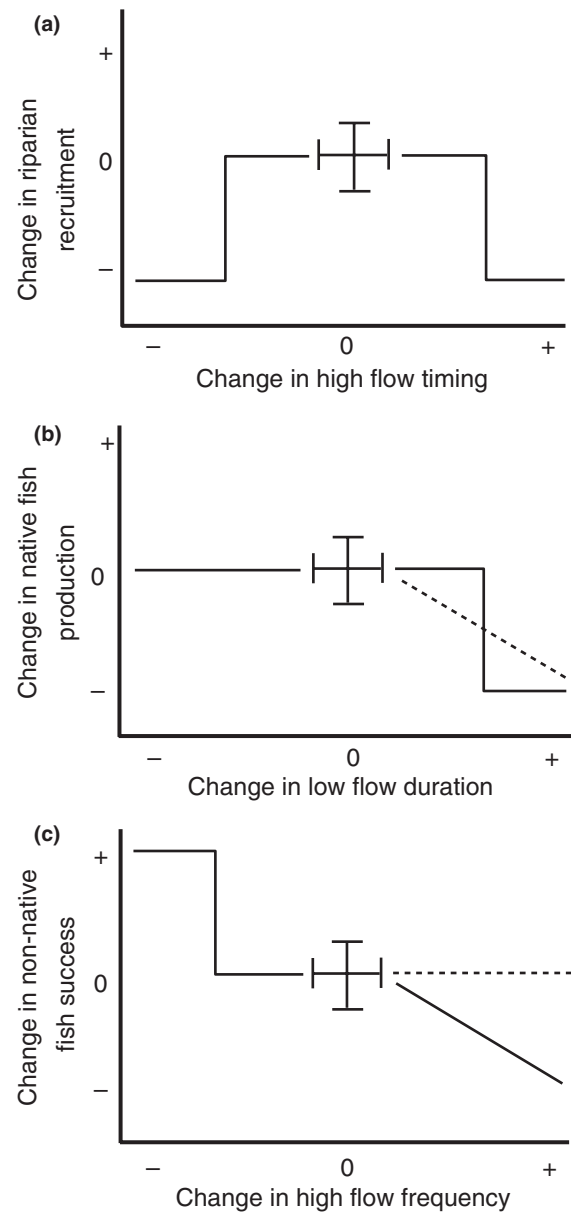 (a)
Change in riparian
recruitment
+
0
–
– 0 +
Change in high flow timing
(b)
Change in native fish
production
+
0
–
– 0 +
Change in low flow duration
(c)
Change in non-native
fish success
+
0
–
– 0 +
Change in high flow frequency